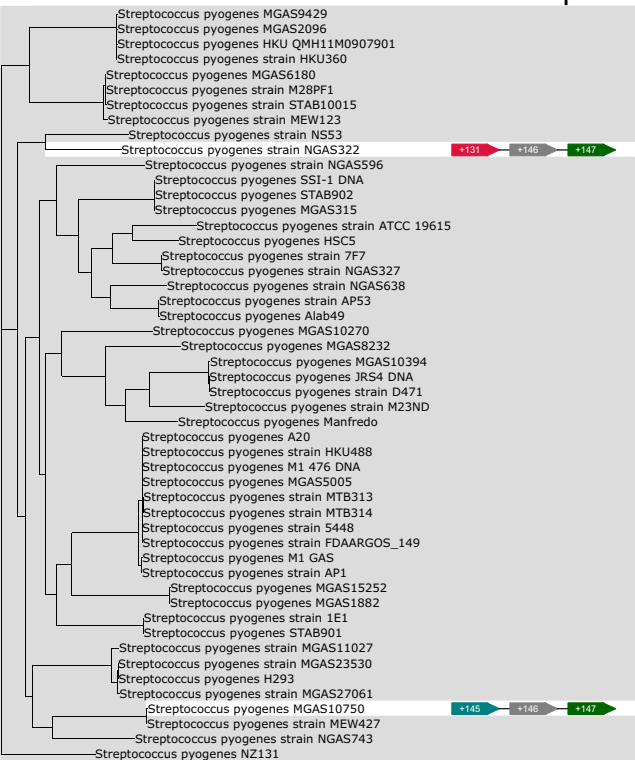 Streptococcus pyogenes MGAS9429
Streptococcus pyogenes MGAS2096
Streptococcus pyogenes HKU QMH11M0907901
Streptococcus pyogenes strain HKU360
Streptococcus pyogenes MGAS6180
Streptococcus pyogenes strain M28PF1
Streptococcus pyogenes STAB10015
Streptococcus pyogenes MEW123
Streptococcus pyogenes strain NS53
Streptococcus pyogenes strain NGAS322 +131 +146 +147
Streptococcus pyogenes strain NGAS596
Streptococcus pyogenes SSI-1 DNA
Streptococcus pyogenes STAB902
Streptococcus pyogenes MGAS315
Streptococcus pyogenes strain ATCC 19615
Streptococcus pyogenes HSC5
Streptococcus pyogenes strain 7F7
Streptococcus pyogenes strain NGAS327
Streptococcus pyogenes strain NGAS638
Streptococcus pyogenes strain AP53
Streptococcus pyogenes Alab49
Streptococcus pyogenes MGAS10270
Streptococcus pyogenes MGAS8232
Streptococcus pyogenes MGAS10394
Streptococcus pyogenes JRS4 DNA
Streptococcus pyogenes strain D471
Streptococcus pyogenes strain M23ND
Streptococcus pyogenes Manfredo
Streptococcus pyogenes A20
Streptococcus pyogenes strain HKU488
Streptococcus pyogenes M1 476 DNA
Streptococcus pyogenes MGAS5005
Streptococcus pyogenes strain MTB313
Streptococcus pyogenes strain MTB314
Streptococcus pyogenes strain 5448
Streptococcus pyogenes strain FDAARGOS_149
Streptococcus pyogenes M1 GAS
Streptococcus pyogenes strain AP1
Streptococcus pyogenes MGAS15252
Streptococcus pyogenes MGAS1882
Streptococcus pyogenes strain 1E1
Streptococcus pyogenes STAB901
Streptococcus pyogenes strain MGAS11027
Streptococcus pyogenes strain MGAS23530
Streptococcus pyogenes H293
Streptococcus pyogenes strain MGAS27061
Streptococcus pyogenes MGAS10750 +145 +146 +147
Streptococcus pyogenes strain MEW427
Streptococcus pyogenes strain NGAS743
Streptococcus pyogenes NZ131